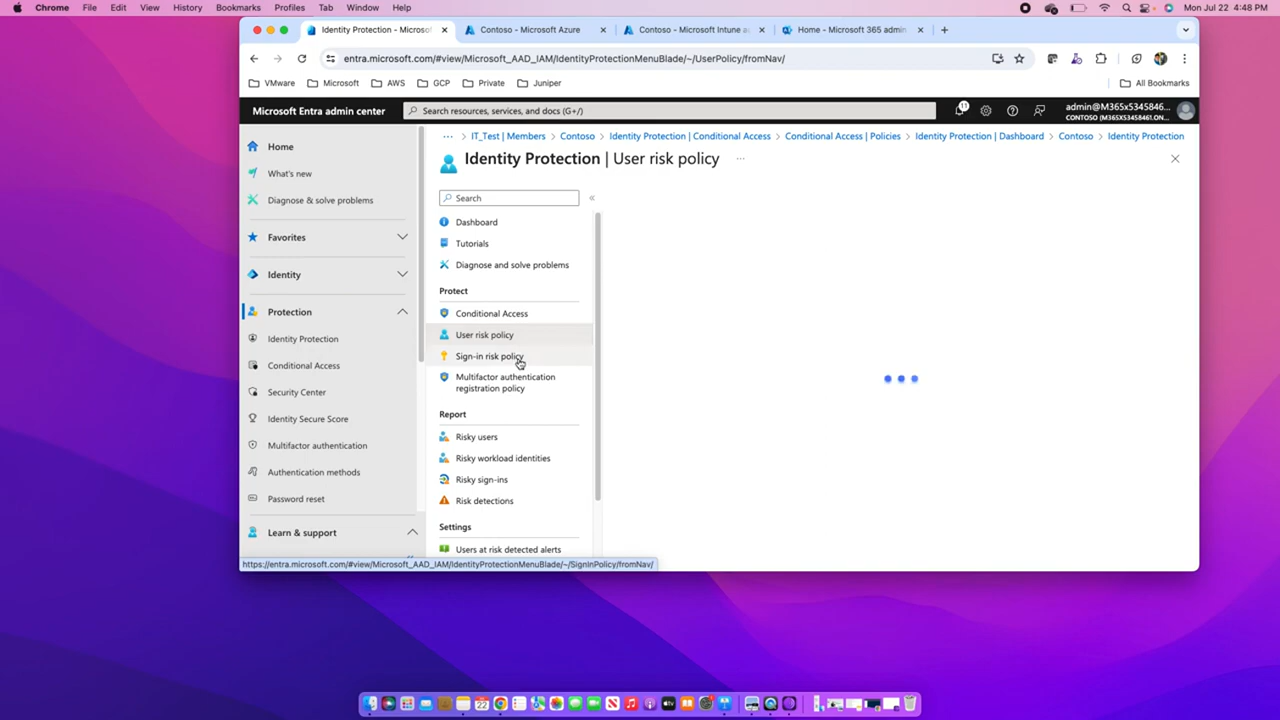 Chrome File Edit View History Bookmarks Profiles Tab Window Help Mon Jul 22 4:48 PM
Identity Protection - Microso Contoso - Microsoft Azure Contoso - Microsoft Intune a Home - Microsoft 365 admin
entra.microsoft.com/#view/Microsoft_AAD_IAM/IdentityProtectionMenuBlade/~/UserPolicy/fromNav/
VMware Microsoft AWS GCP Private Juniper All Bookmarks
Microsoft Entra admin center Search resources, services, and docs (G+/) 11 admin@M365x5345846...
CONTOSO (M365X53458461.ON...
... > IT_Test | Members > Contoso > Identity Protection | Conditional Access > Conditional Access | Policies > Identity Protection | Dashboard > Contoso > Identity Protection
Identity Protection | User risk policy ...
Home
What's new
Diagnose & solve problems
Favorites
Identity
Protection
Identity Protection
Conditional Access
Security Center
Identity Secure Score
Multifactor authentication
Authentication methods
Password reset
Learn & support
Search «
Dashboard
Tutorials
Diagnose and solve problems
Protect
Conditional Access
User risk policy
Sign-in risk policy
Multifactor authentication
registration policy
Report
Risky users
Risky workload identities
Risky sign-ins
Risk detections
Settings
Users at risk detected alerts
https://entra.microsoft.com/#view/Microsoft_AAD_IAM/IdentityProtectionMenuBlade/~/SignInPolicy/fromNav/